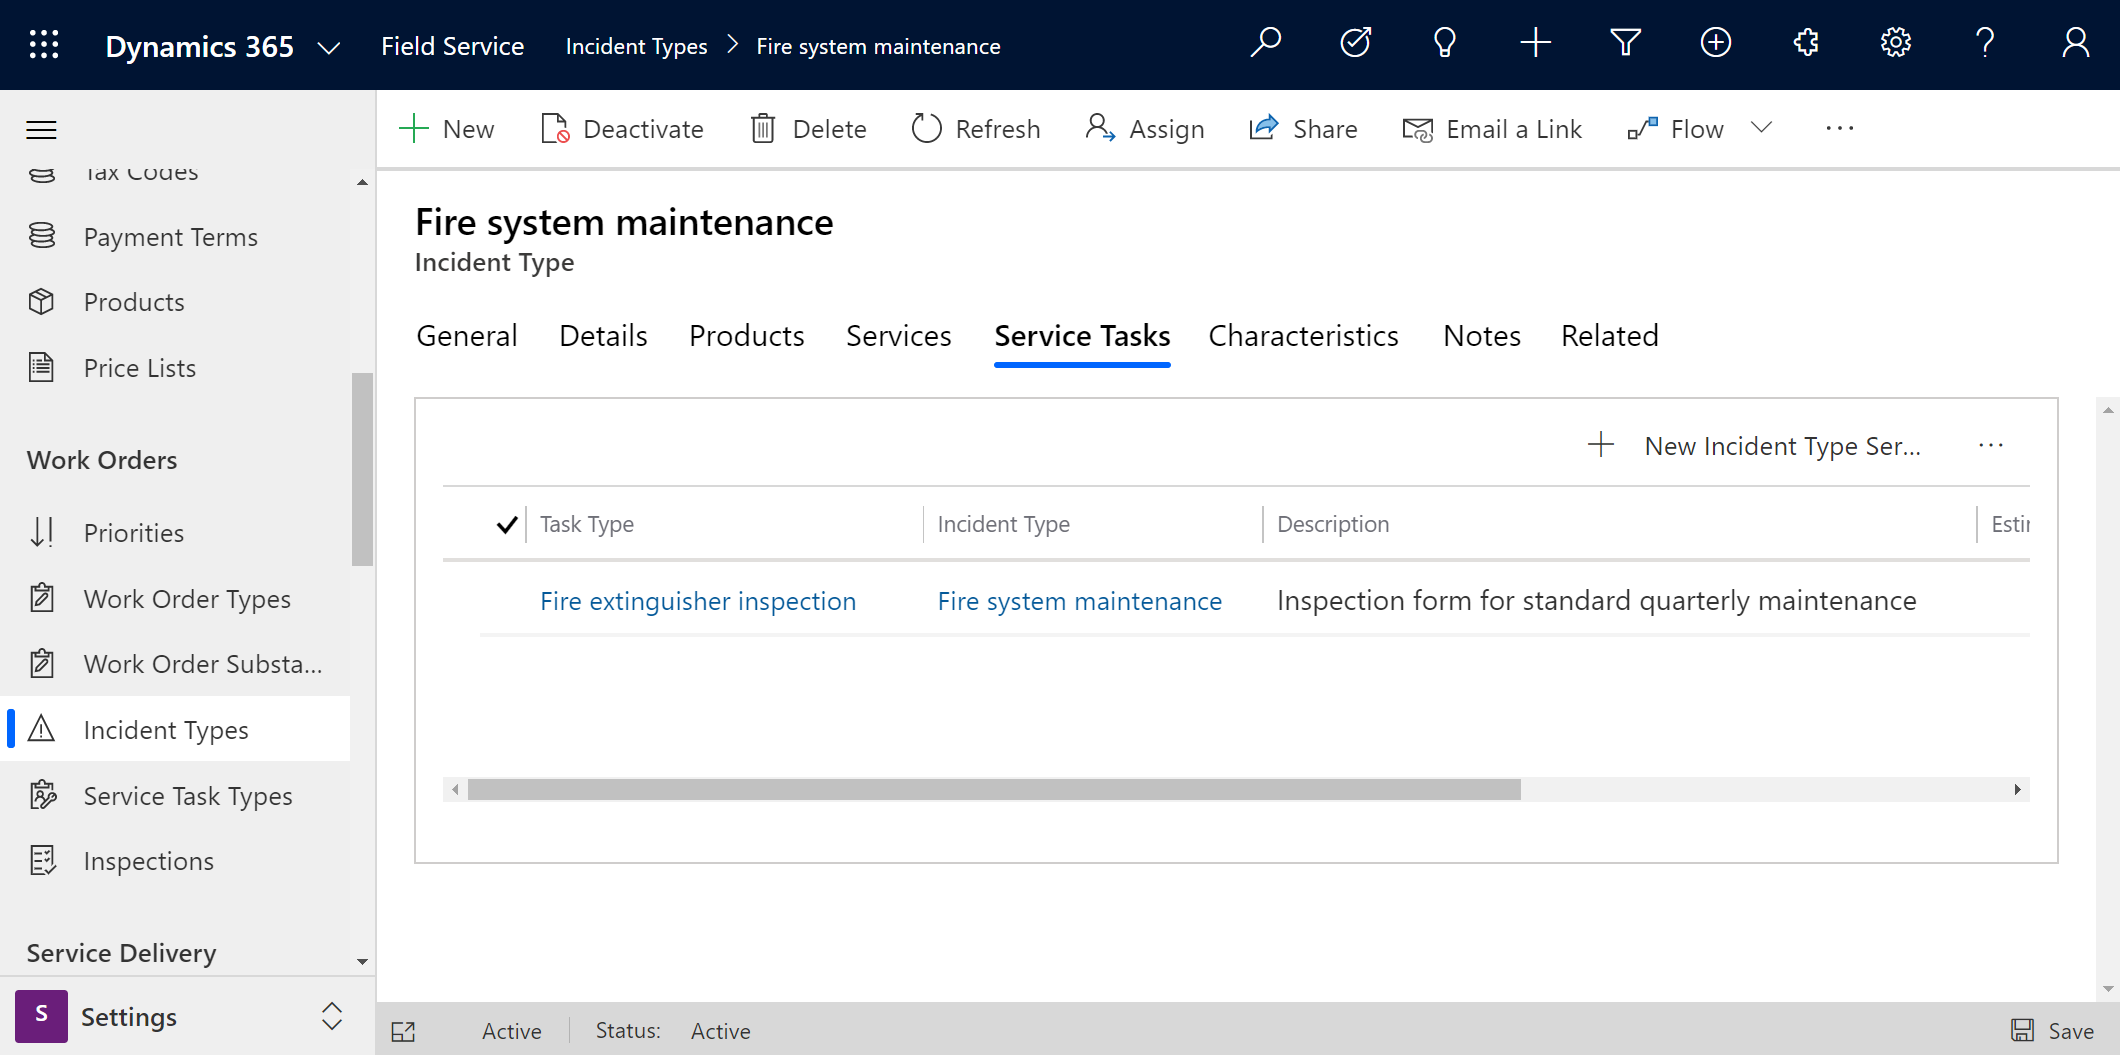 Dynamics 365 Field Service Incident Types Fire system maintenance
New Deactivate Delete Refresh Assign Share Email a Link Flow ...
Tax Codes
Payment Terms
Products
Price Lists
Work Orders
Priorities
Work Order Types
Work Order Substa...
Incident Types
Service Task Types
Inspections
Service Delivery
S Settings
Fire system maintenance
Incident Type
General Details Products Services Service Tasks Characteristics Notes Related
New Incident Type Ser... ...
Task Type Incident Type Description
Fire extinguisher inspection Fire system maintenance Inspection form for standard quarterly maintenance
Active Status: Active Save